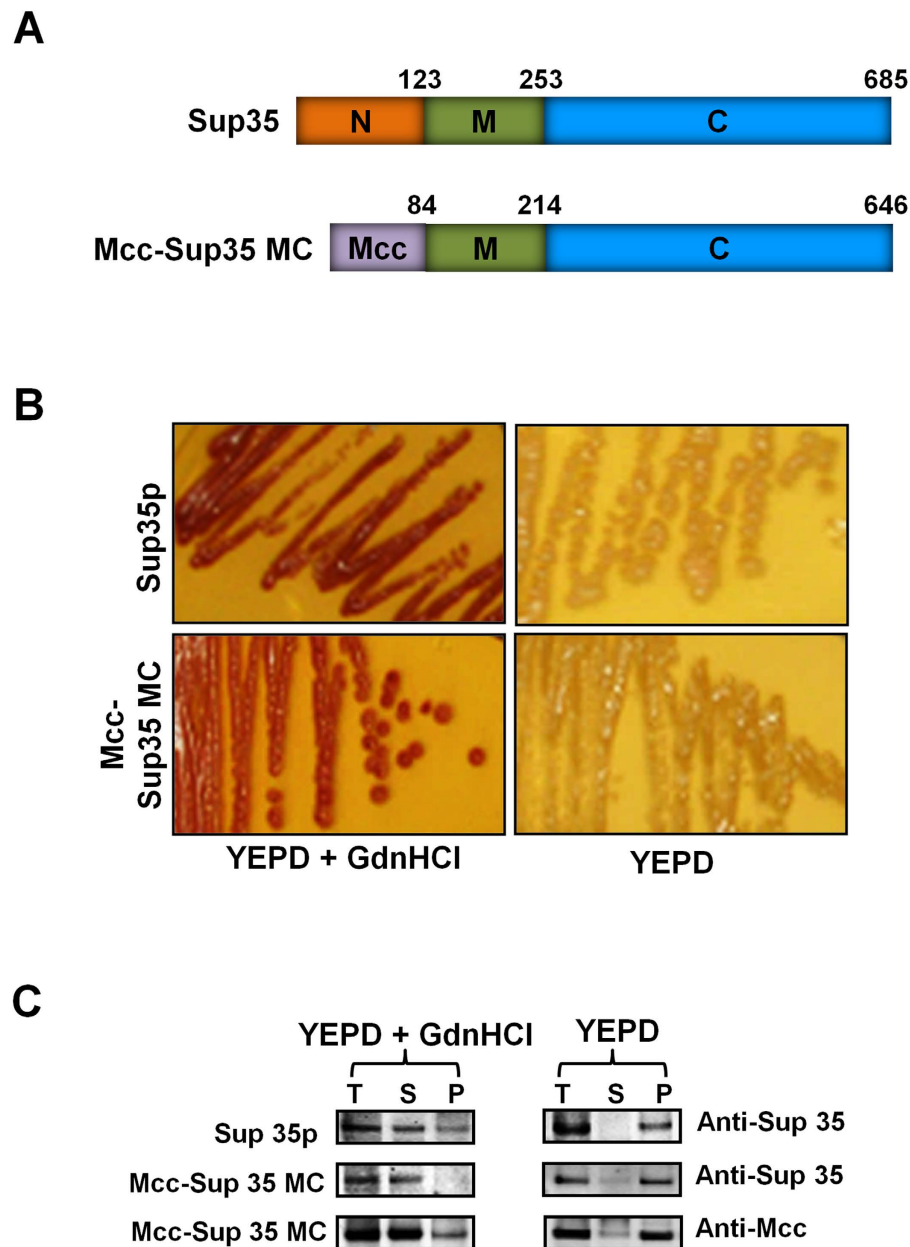 A
123 253 685
Sup35 N M C
84 214 646
Mcc-Sup35 MC Mcc M C
B
Sup35p
Mcc-
Sup35 MC
YEPD + GdnHCl YEPD
C
YEPD + GdnHCl YEPD
T S P T S P
Sup 35p Anti-Sup 35
Mcc-Sup 35 MC Anti-Sup 35
Mcc-Sup 35 MC Anti-Mcc